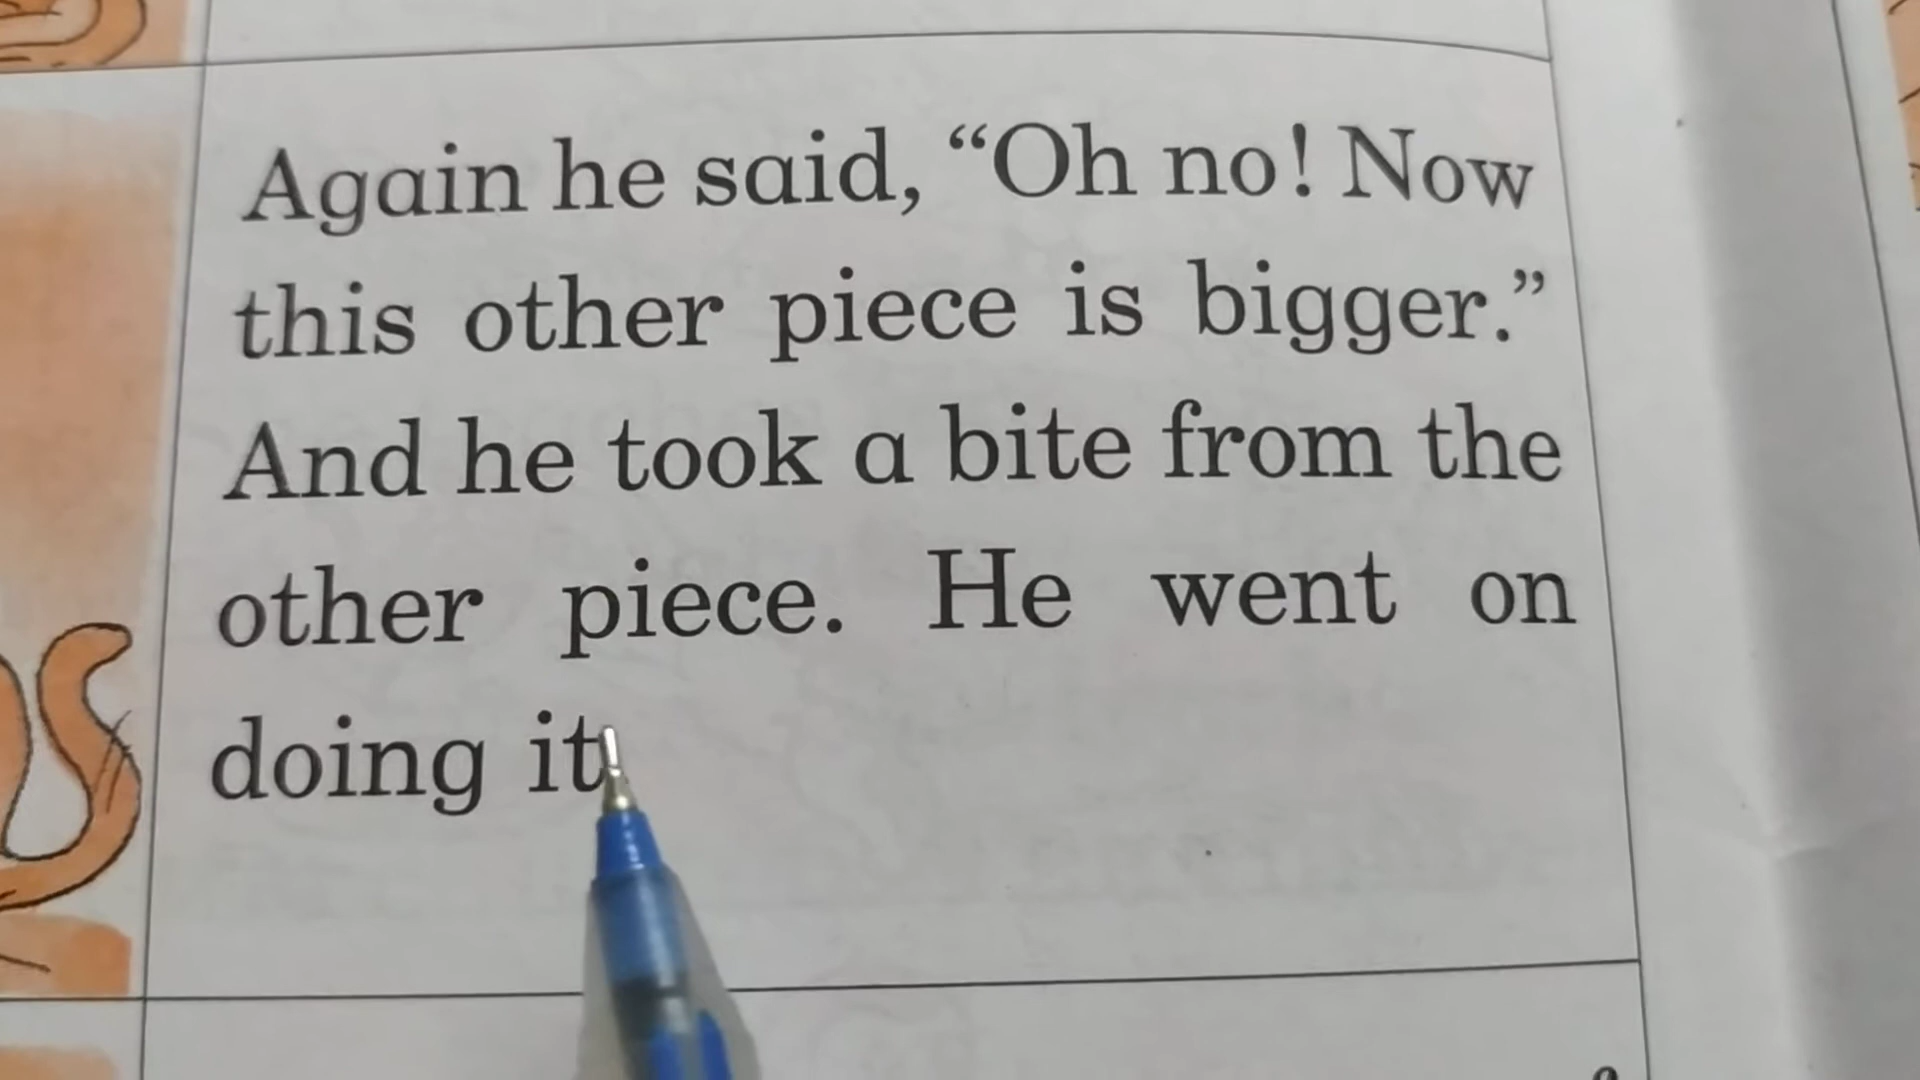 Again he said, “Oh no! Now
this other piece is bigger.”
And he took a bite from the
other piece. He went on
doing it